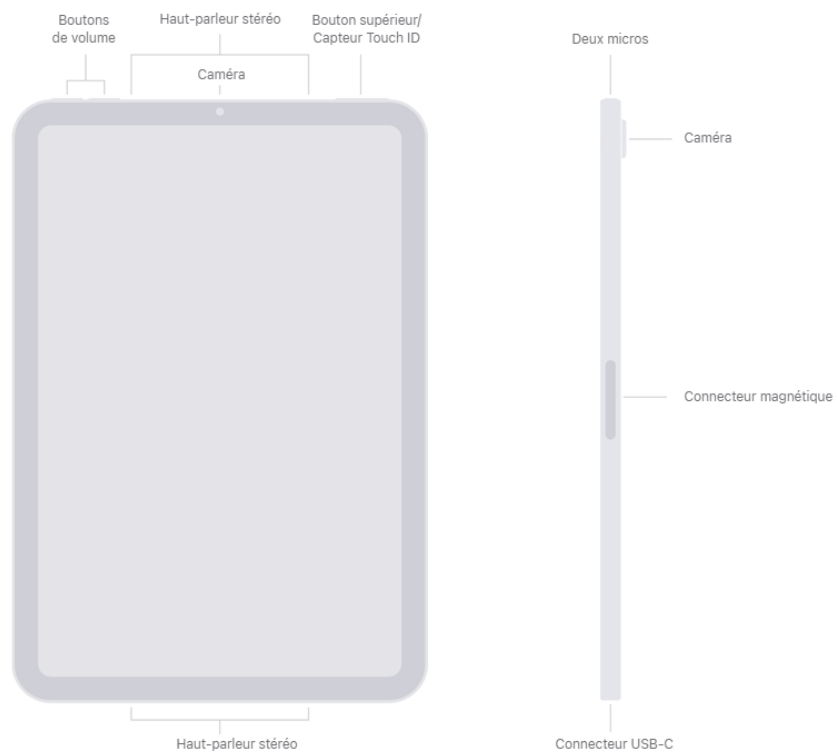 Boutons
de volume
Haut-parleur stéréo
Caméra
Bouton supérieur/
Capteur Touch ID
Deux micros
Caméra
Connecteur magnétique
Haut-parleur stéréo
Connecteur USB-C